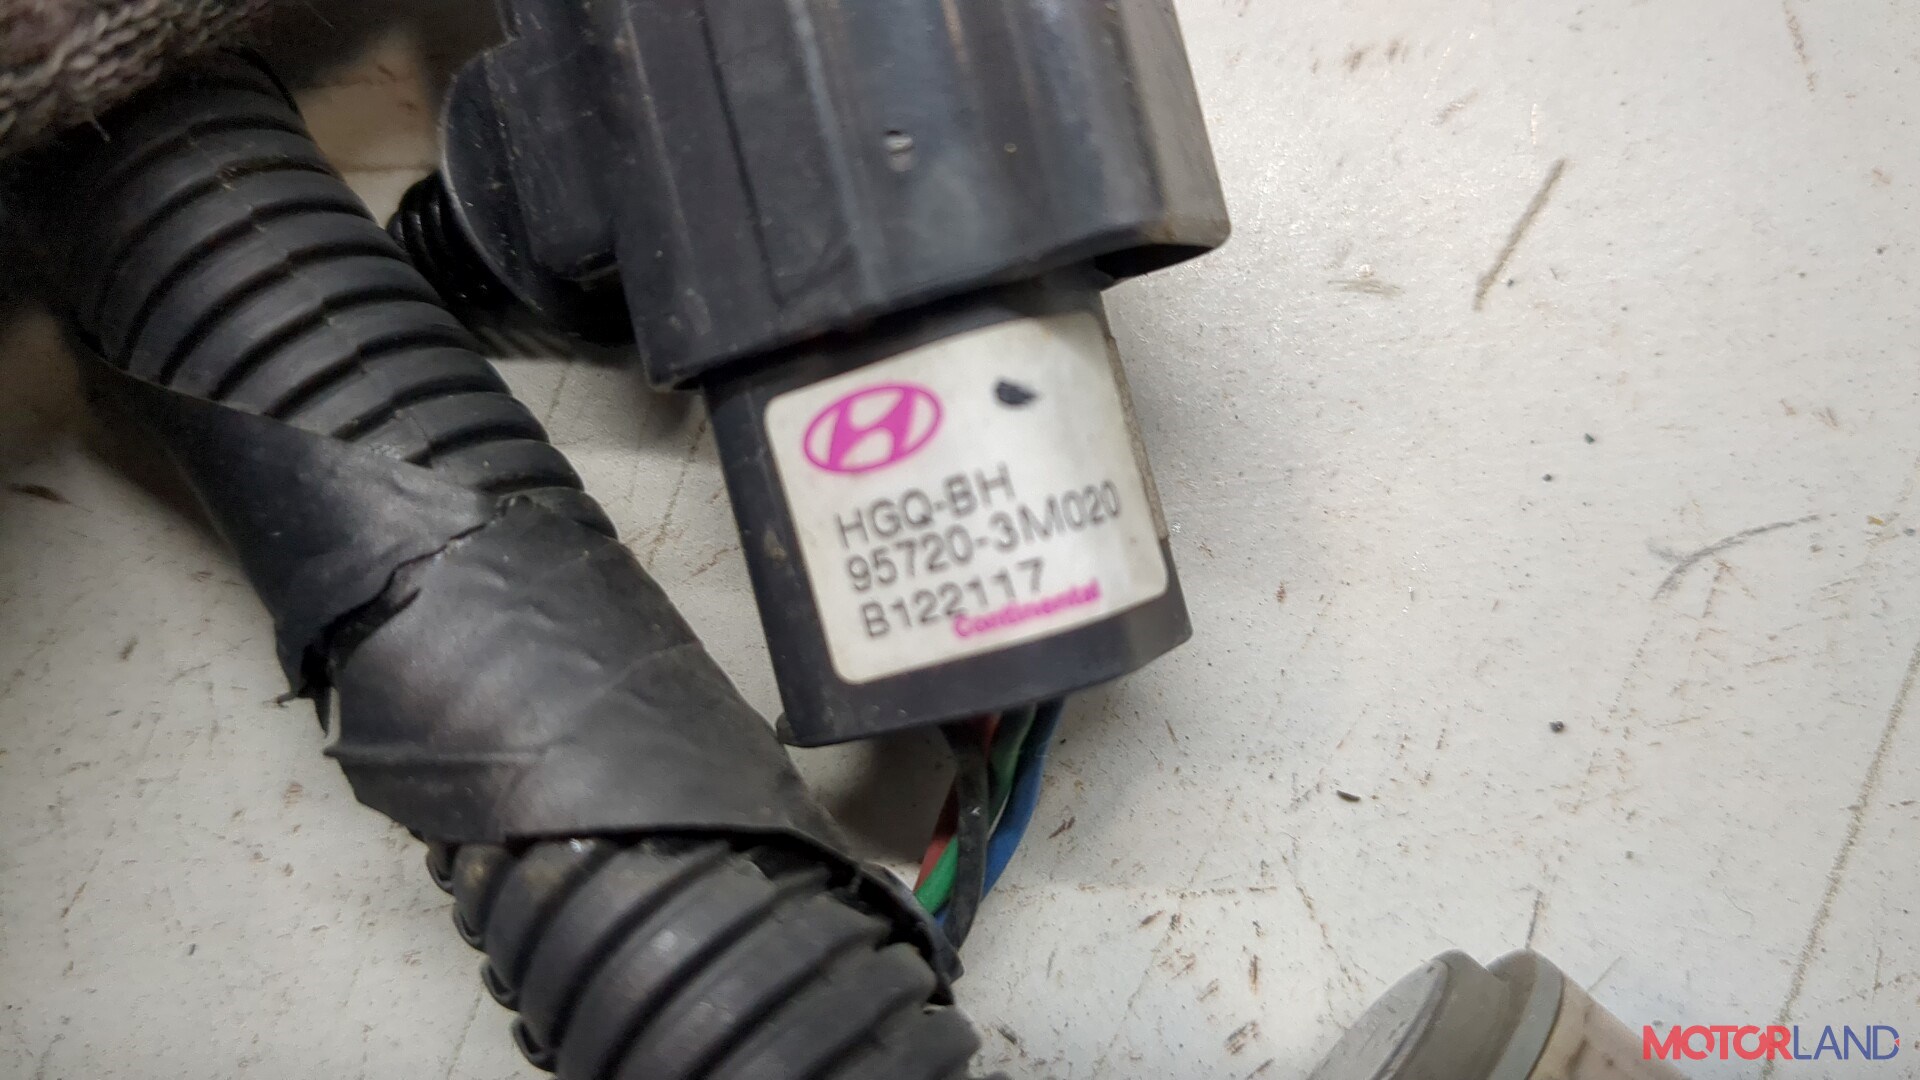 HGQ-BH
95720-3M020
B122117
Continental
MOTORLAND